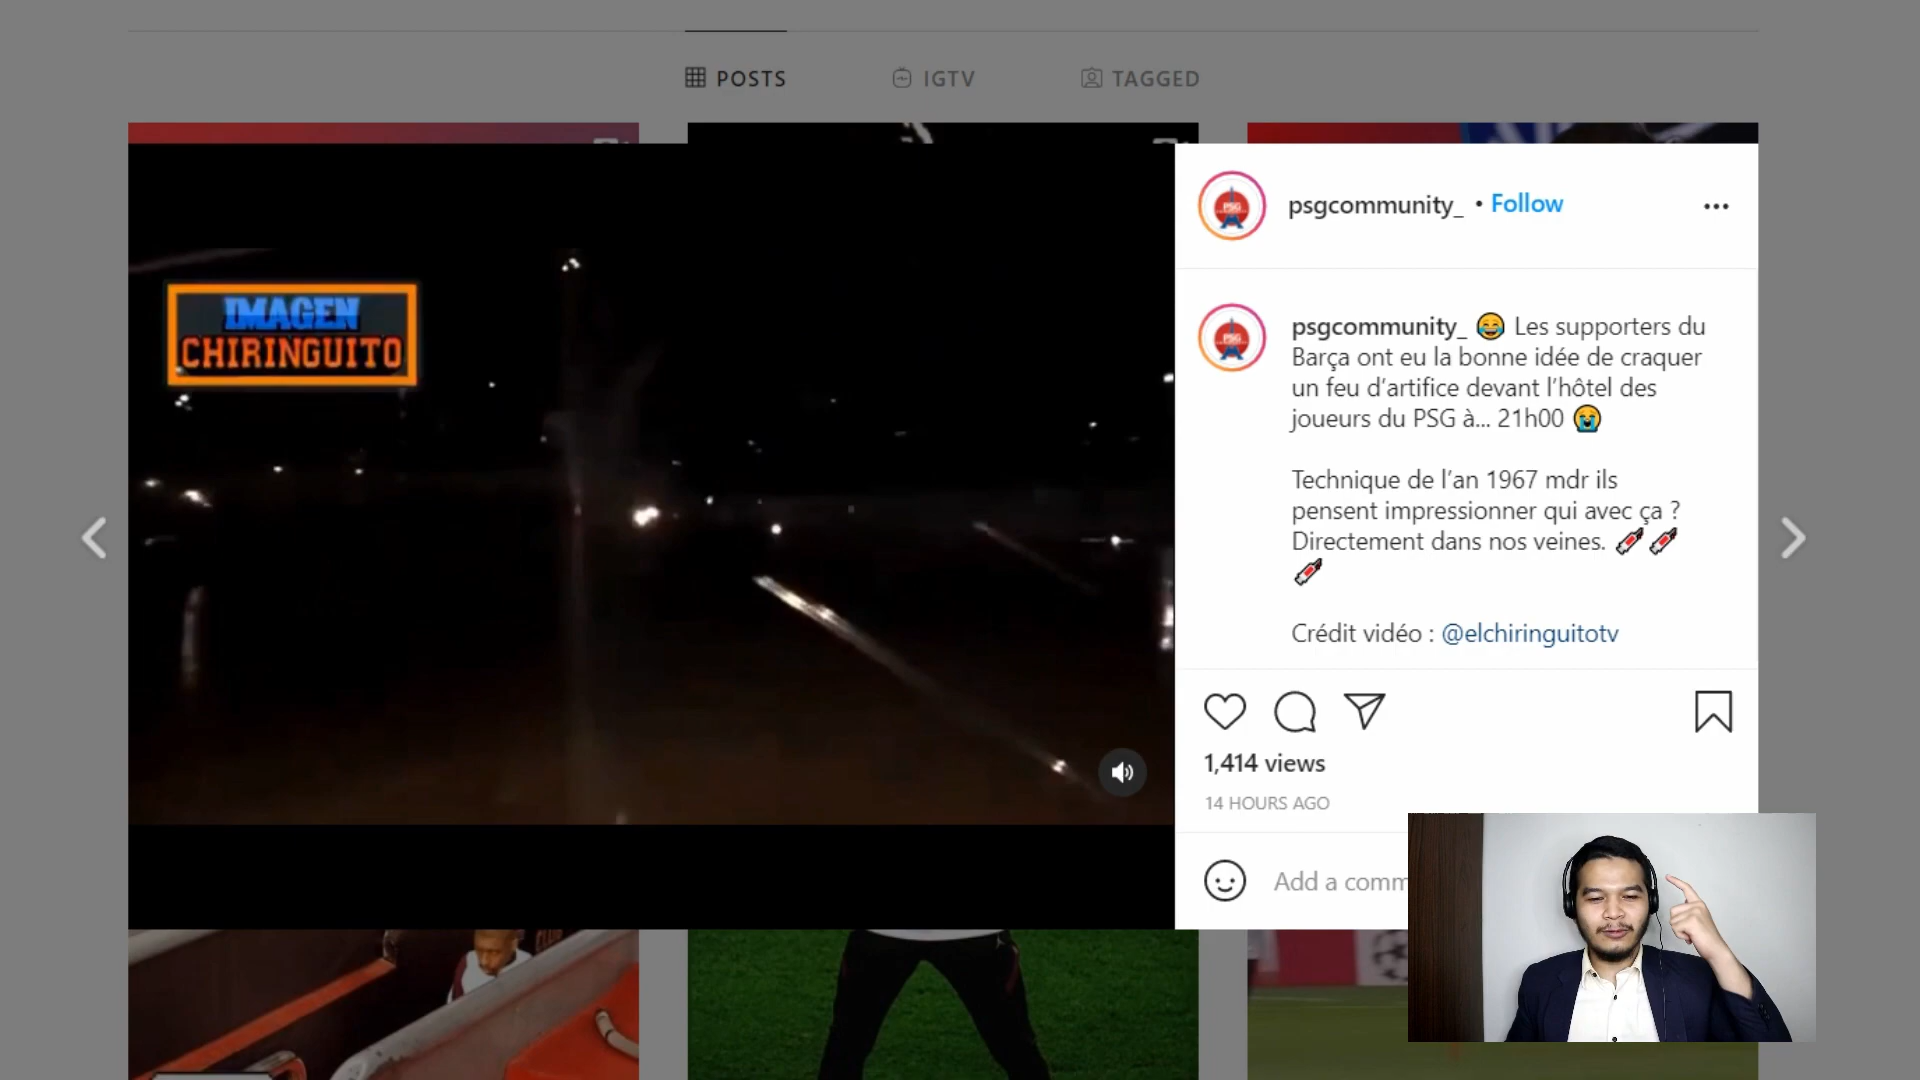 POSTS
IGTV
TAGGED
IMAGEN
CHIRINGUITO
PSG
psgcommunity_ • Follow
PSG
psgcommunity_ 😂 Les supporters du
Barça ont eu la bonne idée de craquer
un feu d’artifice devant l’hôtel des
joueurs du PSG à... 21h00 😭
Technique de l’an 1967 mdr ils
pensent impressionner qui avec ça ?
Directement dans nos veines. 💉💉
💉
Crédit vidéo : @elchiringuitotv
1,414 views
14 HOURS AGO
Add a comm